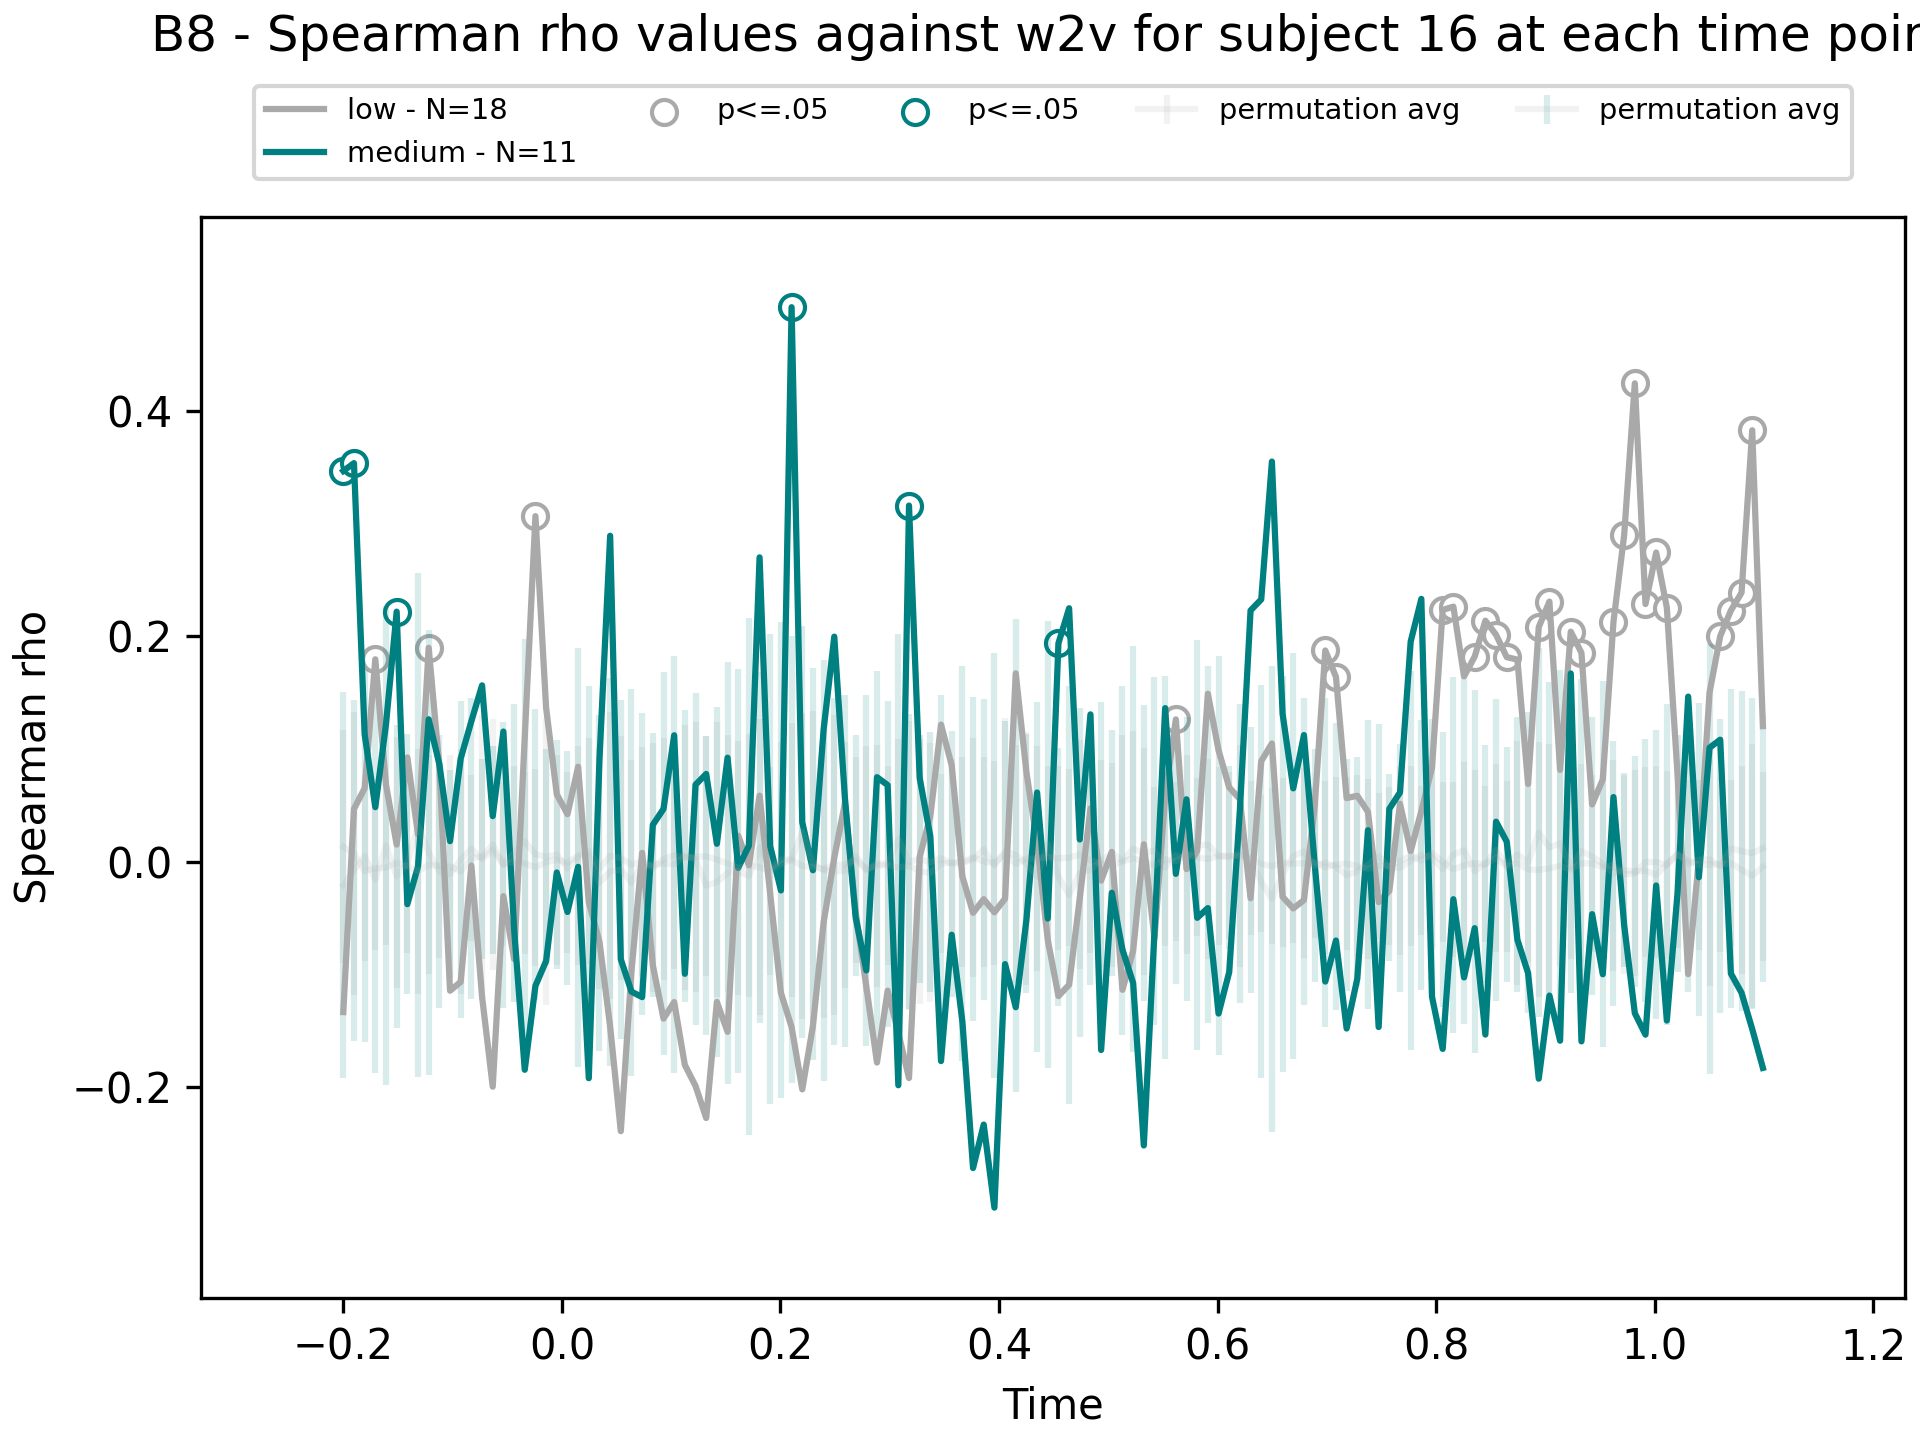 B8 - Spearman rho values against w2v for subject 16 at each time
low - N=18 p<=.05 p<=.05 permutation avg permutation avg
medium - N=11
Spearman rho
0.4
0.2
0.0
−0.2
−0.2 0.0 0.2 0.4 0.6 0.8 1.0 1.2
Time